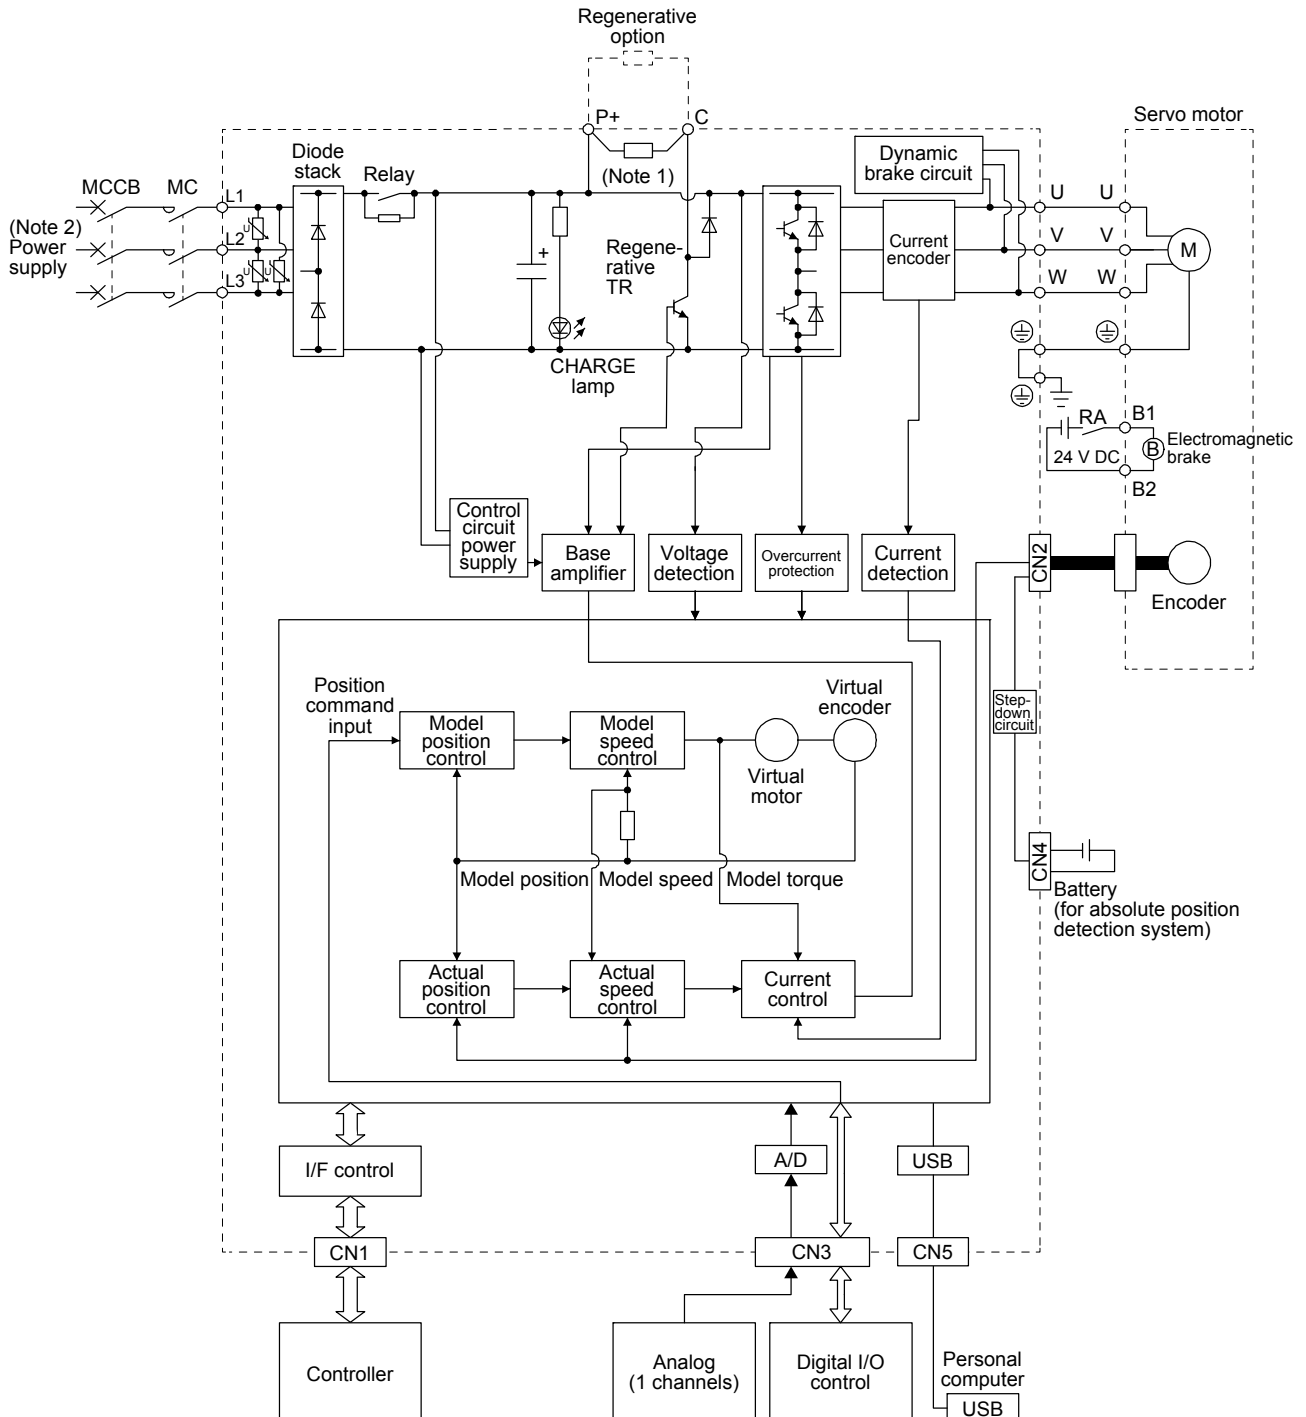 Regenerative
option
P+
C
Servo motor
Diode
stack
Relay
(Note 1)
Dynamic
brake circuit
MCCB
MC
L1
U
U
(Note 2)
Power
supply
L2
L3
U
U
U
+
Regene-
rative
TR
Current
encoder
V
V
M
W
W
CHARGE
lamp
RA
B1
24 V DC
B
Electromagnetic
brake
B2
Control
circuit
power
supply
Base
amplifier
Voltage
detection
Overcurrent
protection
Current
detection
CN2
Encoder
Position
command
input
Virtual
encoder
Step-
down
circuit
Model
position
control
Model
speed
control
Virtual
motor
Model position
Model speed
Model torque
CN4
Battery
(for absolute position
detection system)
Actual
position
control
Actual
speed
control
Current
control
I/F control
A/D
USB
CN1
CN3
CN5
Controller
Analog
(1 channels)
Digital I/O
control
Personal
computer
USB